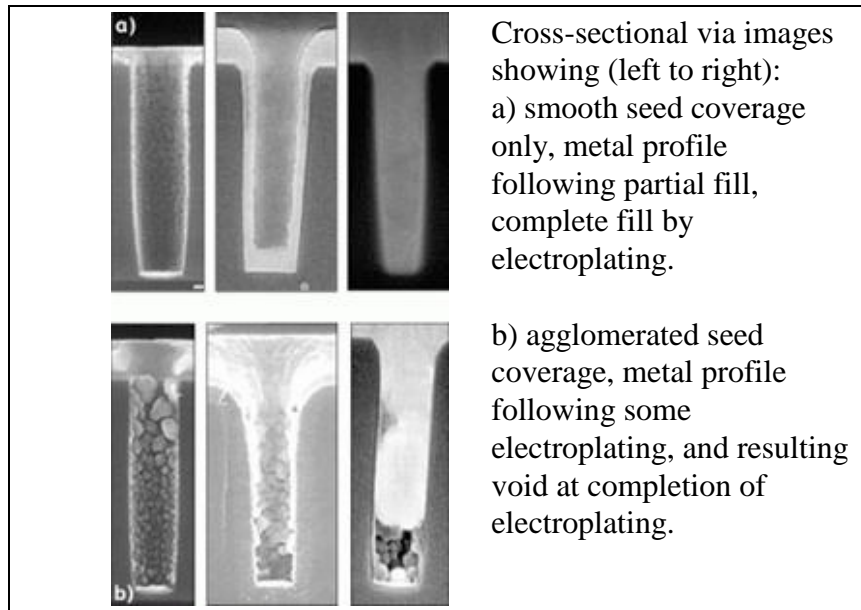 a)
Cross-sectional via images
showing (left to right):
a) smooth seed coverage
only, metal profile
following partial fill,
complete fill by
electroplating.
b) agglomerated seed
coverage, metal profile
following some
electroplating, and resulting
void at completion of
electroplating.
b)